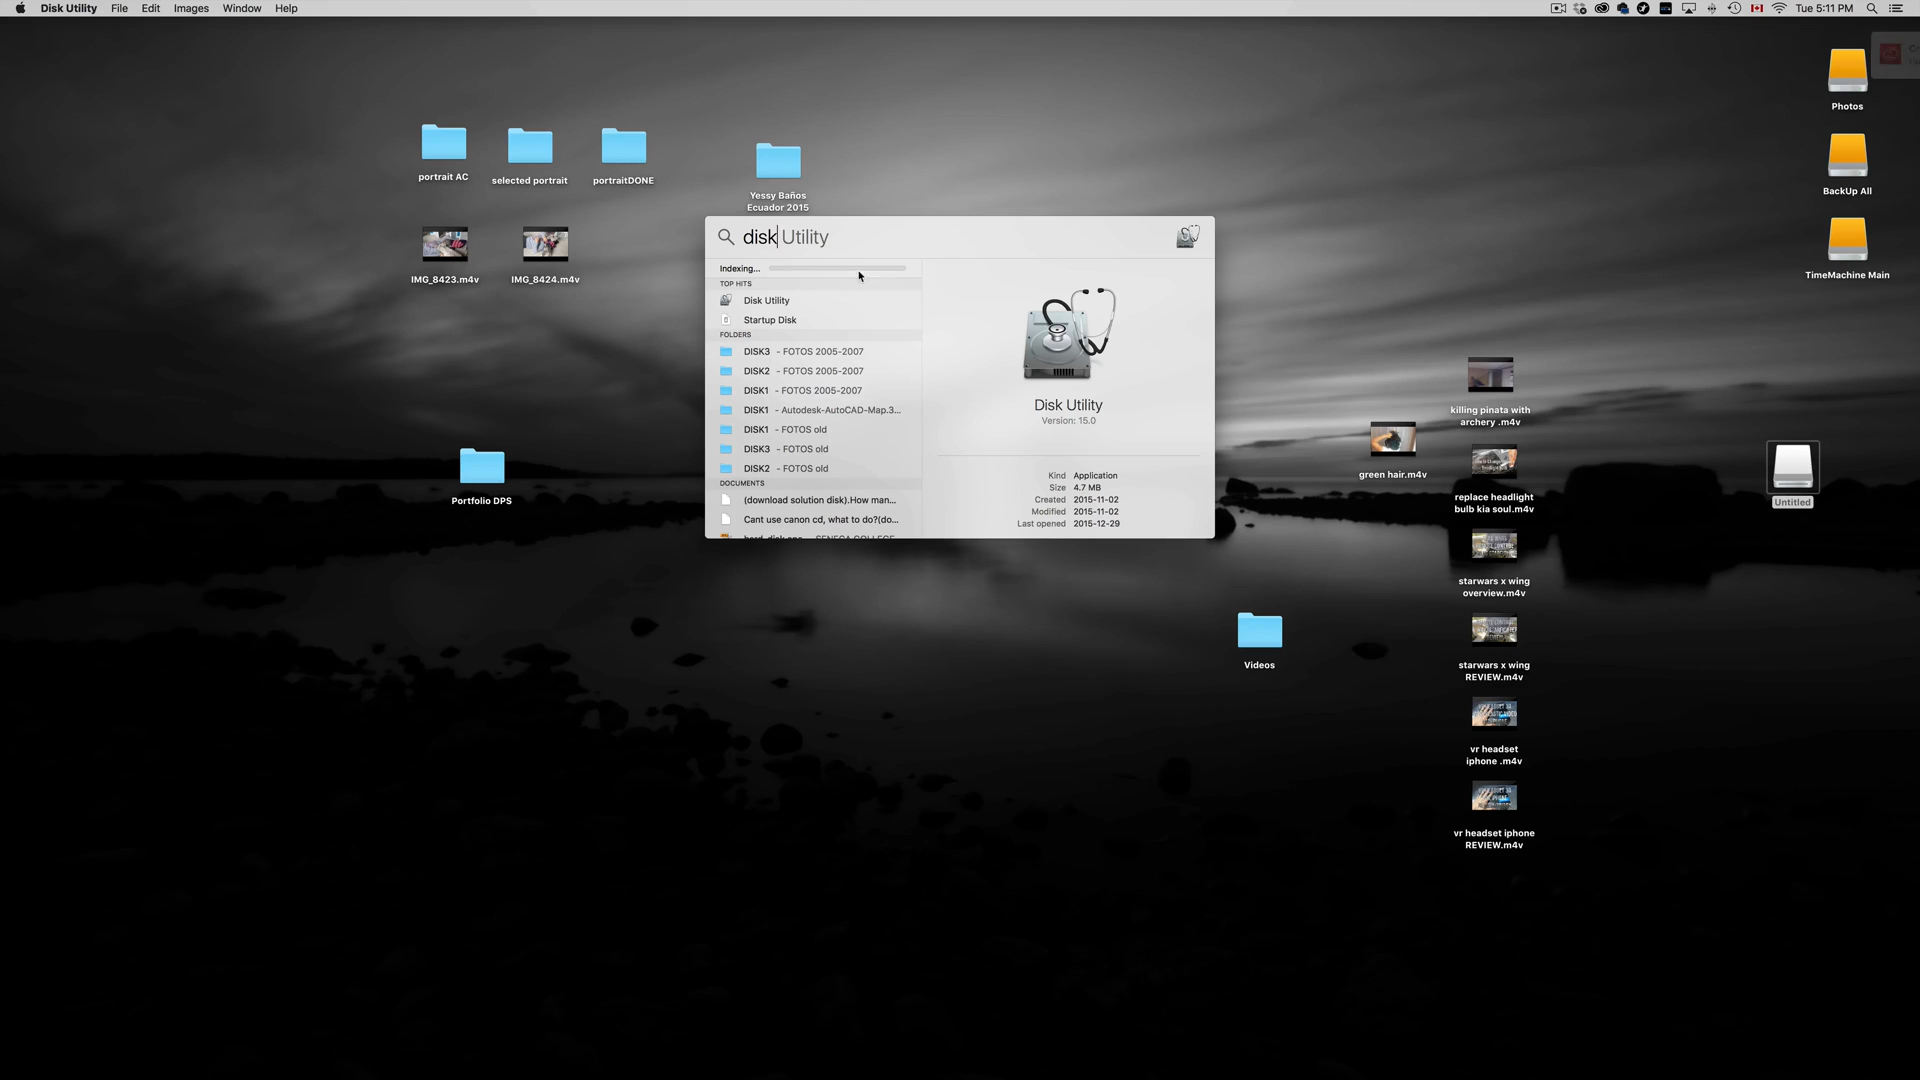 Disk Utility File Edit Images Window Help
Tue 5:11 PM
Photos
BackUp All
TimeMachine Main
portrait AC
selected portrait
portraitDONE
Yessy Baños
Ecuador 2015
IMG_8423.m4v
IMG_8424.m4v
disk Utility
Indexing...
TOP HITS
Disk Utility
Startup Disk
FOLDERS
DISK3 - FOTOS 2005-2007
DISK2 - FOTOS 2005-2007
DISK1 - FOTOS 2005-2007
DISK1 - Autodesk-AutoCAD-Map.3...
DISK1 - FOTOS old
DISK3 - FOTOS old
DISK2 - FOTOS old
DOCUMENTS
(download solution disk).How man...
Cant use canon cd, what to do?(do...
Disk Utility
Version: 15.0
Kind Application
Size 4.7 MB
Created 2015-11-02
Modified 2015-11-02
Last opened 2015-12-29
Portfolio DPS
killing pinata with
archery .m4v
green hair.m4v
replace headlight
bulb kia soul.m4v
starwars x wing
overview.m4v
starwars x wing
REVIEW.m4v
vr headset
iphone .m4v
vr headset iphone
REVIEW.m4v
Videos
Untitled